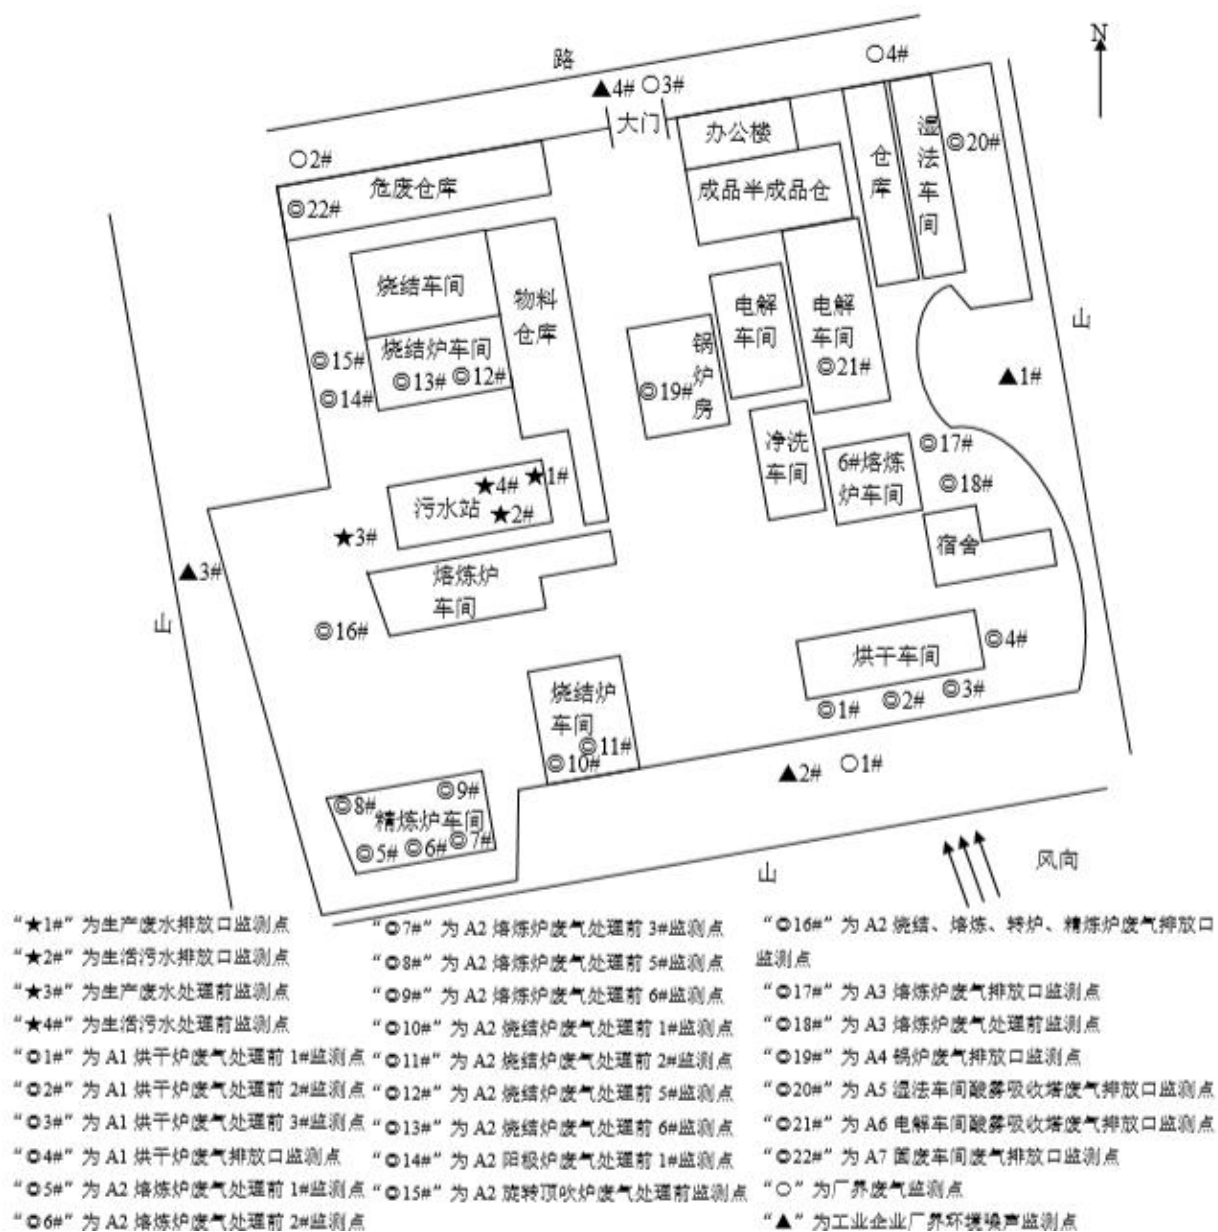 N
路
○4#
▲4# ○3#
大门
○2#
办公楼
危废仓库
◎22#
成品半成品仓
仓库
湿法车间
◎20#
烧结车间
物料
仓库
电解
车间
电解
车间
◎21#
山
烧结炉车间
◎13# ◎12#
◎15#
◎14#
锅炉房
◎19#
▲1#
净洗
车间
6#熔炼
炉车间
◎17#
◎18#
★4# ★1#
污水站 ★2#
★3#
宿舍
▲3#
熔炼炉
车间
山
◎16#
烘干车间
◎4#
◎1# ◎2# ◎3#
烧结炉
车间
◎11#
◎10#
▲2# ○1#
◎8# ◎9#
精炼炉车间
◎5# ◎6# ◎7#
风向
山
“★1#”为生产废水排放口监测点
“★2#”为生活污水排放口监测点
“★3#”为生产废水处理前监测点
“★4#”为生活污水处理前监测点
“◎1#”为 A1 烘干炉废气处理前 1#监测点
“◎2#”为 A1 烘干炉废气处理前 2#监测点
“◎3#”为 A1 烘干炉废气处理前 3#监测点
“◎4#”为 A1 烘干炉废气排放口监测点
“◎5#”为 A2 熔炼炉废气处理前 1#监测点
“◎6#”为 A2 熔炼炉废气处理前 2#监测点
“◎7#”为 A2 熔炼炉废气处理前 3#监测点
“◎8#”为 A2 熔炼炉废气处理前 5#监测点
“◎9#”为 A2 熔炼炉废气处理前 6#监测点
“◎10#”为 A2 烧结炉废气处理前 1#监测点
“◎11#”为 A2 烧结炉废气处理前 2#监测点
“◎12#”为 A2 烧结炉废气处理前 5#监测点
“◎13#”为 A2 烧结炉废气处理前 6#监测点
“◎14#”为 A2 阳极炉废气处理前 1#监测点
“◎15#”为 A2 旋转顶吹炉废气处理前监测点
“◎16#”为 A2 烧结、熔炼、转炉、精炼炉废气排放口
监测点
“◎17#”为 A3 熔炼炉废气排放口监测点
“◎18#”为 A3 熔炼炉废气处理前监测点
“◎19#”为 A4 锅炉废气排放口监测点
“◎20#”为 A5 湿法车间酸雾吸收塔废气排放口监测点
“◎21#”为 A6 电解车间酸雾吸收塔废气排放口监测点
“◎22#”为 A7 固废车间废气排放口监测点
“○”为厂界废气监测点
“▲”为工业企业厂界环境噪声监测点